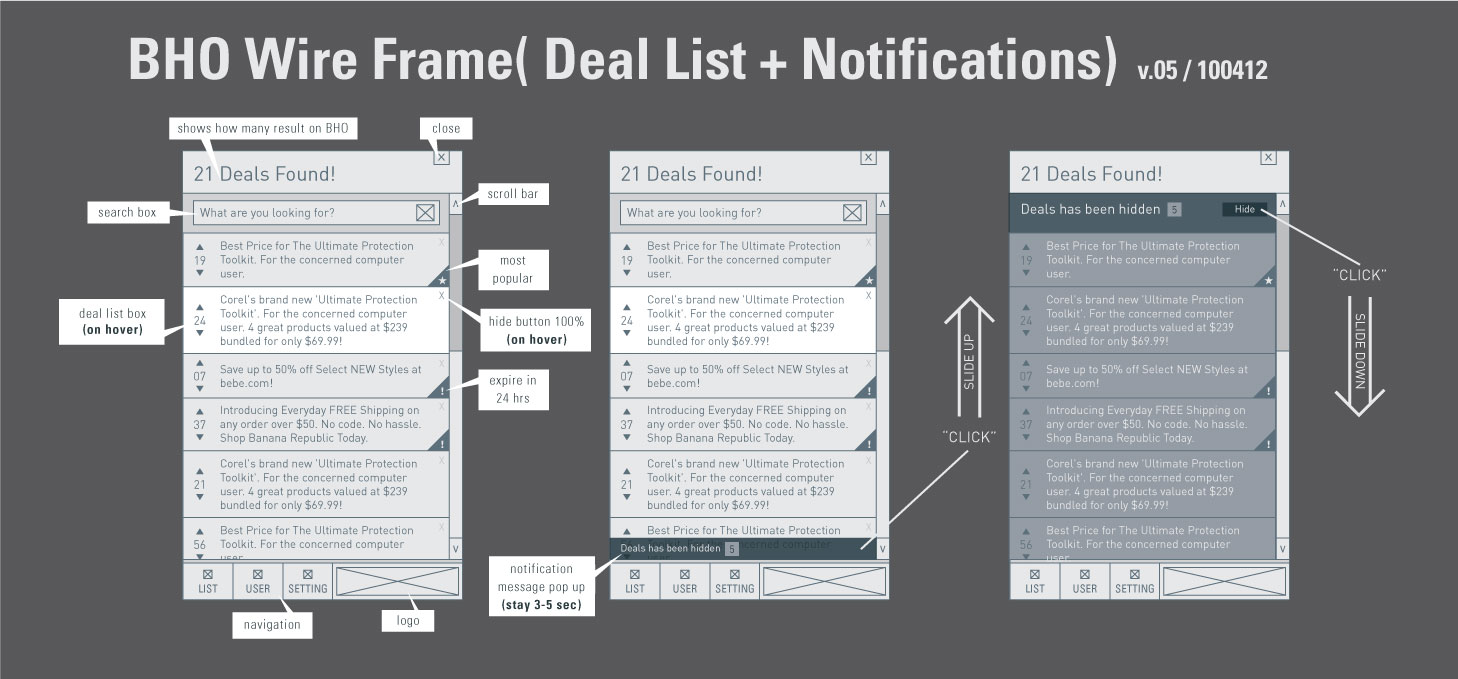 BHO Wire Frame( Deal List + Notifications) v.05 / 100412
shows how many result on BHO
close
21 Deals Found!
X
scroll bar
search box
What are you looking for?
19
Best Price for The Ultimate Protection
Toolkit. For the concerned computer
user.
X
most
popular
deal list box
(on hover)
24
Corel's brand new 'Ultimate Protection
Toolkit'. For the concerned computer
user. 4 great products valued at $239
bundled for only $69.99!
X
hide button 100%
(on hover)
07
Save up to 50% off Select NEW Styles at
bebe.com!
!
expire in
24 hrs
37
Introducing Everyday FREE Shipping on
any order over $50. No code. No hassle.
Shop Banana Republic Today.
X
!
21
Corel's brand new 'Ultimate Protection
Toolkit'. For the concerned computer
user. 4 great products valued at $239
bundled for only $69.99!
X
56
Best Price for The Ultimate Protection
Toolkit. For the concerned computer
user.
X
LIST
USER
SETTING
navigation
logo
21 Deals Found!
X
What are you looking for?
19
Best Price for The Ultimate Protection
Toolkit. For the concerned computer
user.
X
24
Corel's brand new 'Ultimate Protection
Toolkit'. For the concerned computer
user. 4 great products valued at $239
bundled for only $69.99!
X
07
Save up to 50% off Select NEW Styles at
bebe.com!
!
37
Introducing Everyday FREE Shipping on
any order over $50. No code. No hassle.
Shop Banana Republic Today.
X
!
21
Corel's brand new 'Ultimate Protection
Toolkit'. For the concerned computer
user. 4 great products valued at $239
bundled for only $69.99!
X
Best Price for The Ultimate Protection
X
Deals has been hidden 5
concerned computer
notification
message pop up
(stay 3-5 sec)
LIST
USER
SETTING
SLIDE UP
"CLICK"
21 Deals Found!
X
Deals has been hidden 5
Hide
19
Best Price for The Ultimate Protection
Toolkit. For the concerned computer
user.
24
Corel's brand new 'Ultimate Protection
Toolkit'. For the concerned computer
user. 4 great products valued at $239
bundled for only $69.99!
07
Save up to 50% off Select NEW Styles at
bebe.com!
!
37
Introducing Everyday FREE Shipping on
any order over $50. No code. No hassle.
Shop Banana Republic Today.
!
21
Corel's brand new 'Ultimate Protection
Toolkit'. For the concerned computer
user. 4 great products valued at $239
bundled for only $69.99!
56
Best Price for The Ultimate Protection
Toolkit. For the concerned computer
user.
LIST
USER
SETTING
"CLICK"
SLIDE DOWN